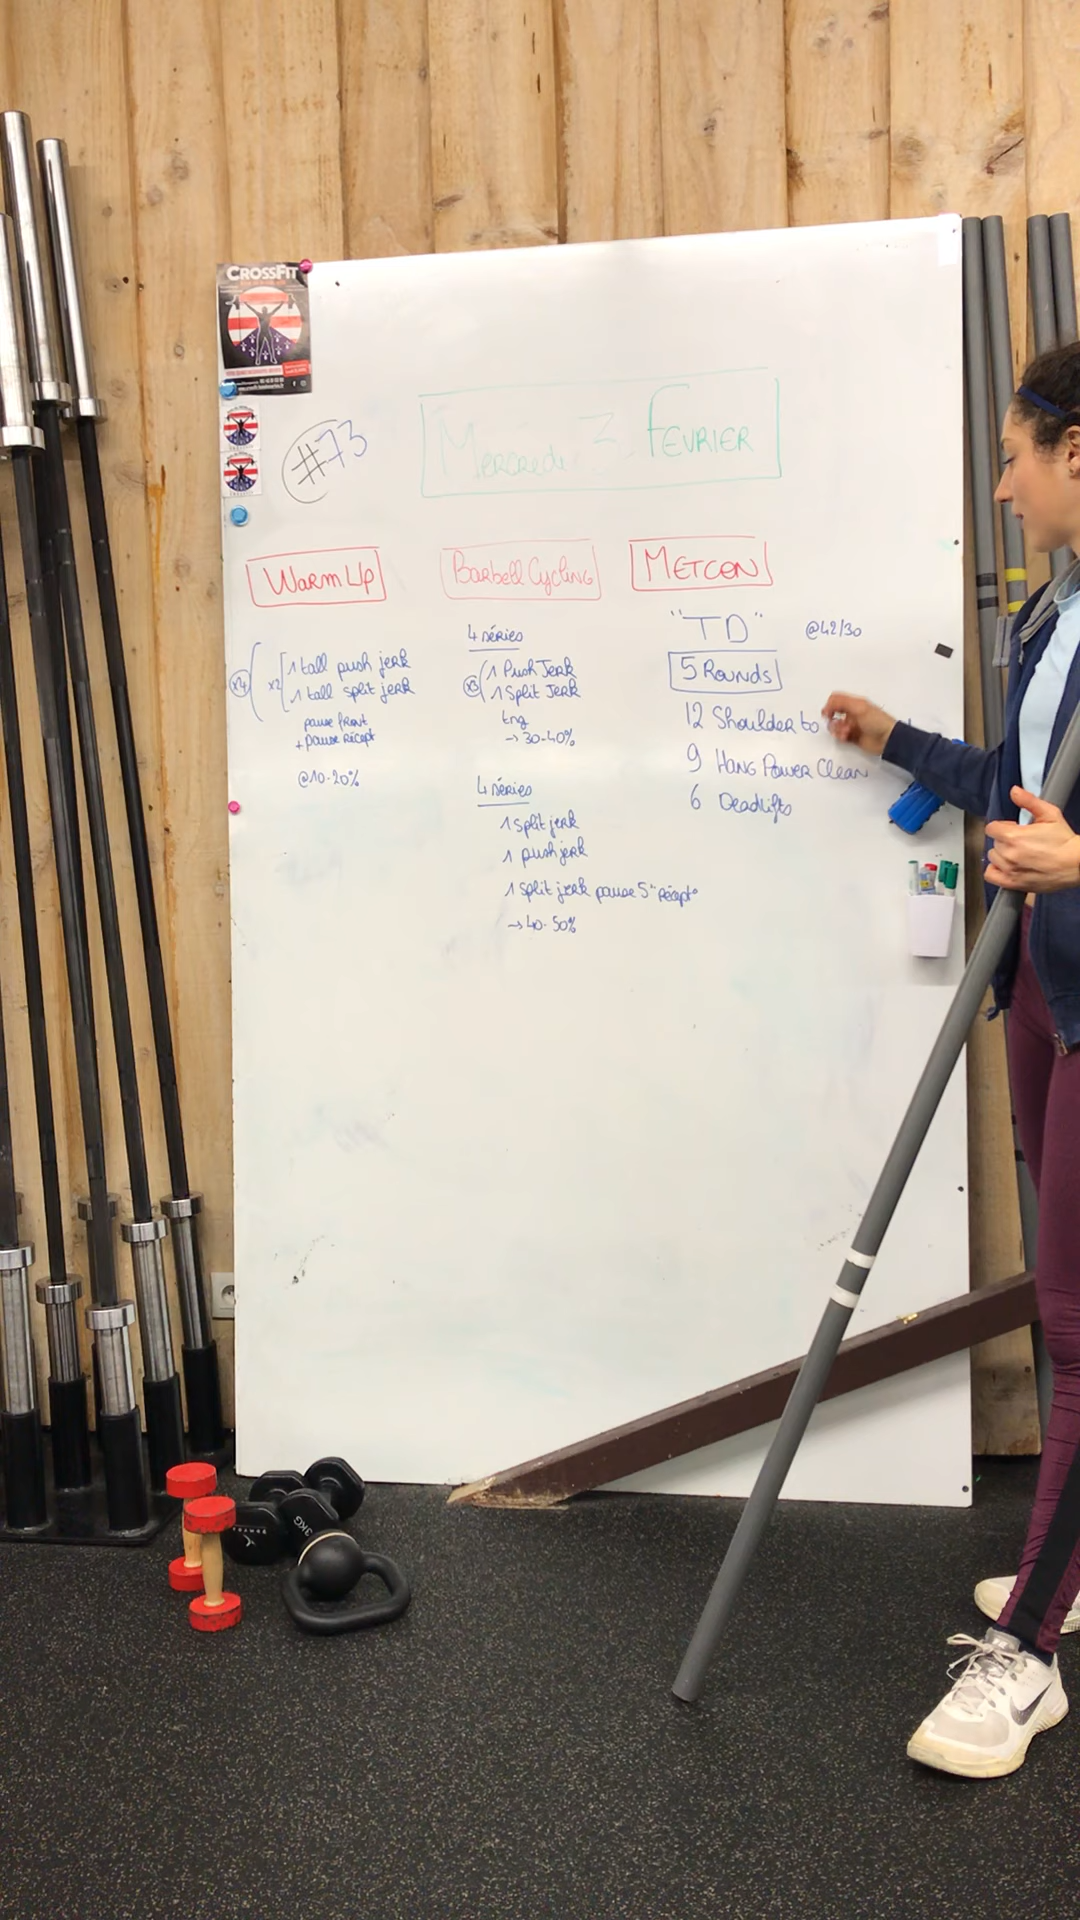 CROSSFIT
#73
Mercredi 3 FEVRIER
Warm Up
x4 x2 1 tall push jerk
1 tall split jerk
pause front
+ pause récept
@10-20%
Barbell Cycling
4 séries
x3 1 Push Jerk
1 Split Jerk
tng
→ 30-40%
4 séries
1 split jerk
1 push jerk
1 split jerk pause 5" récept°
→ 40-50%
METCON
"TD" @42/30
5 Rounds
12 Shoulder to
9 Hang Power Clean
6 Deadlifts
3KG